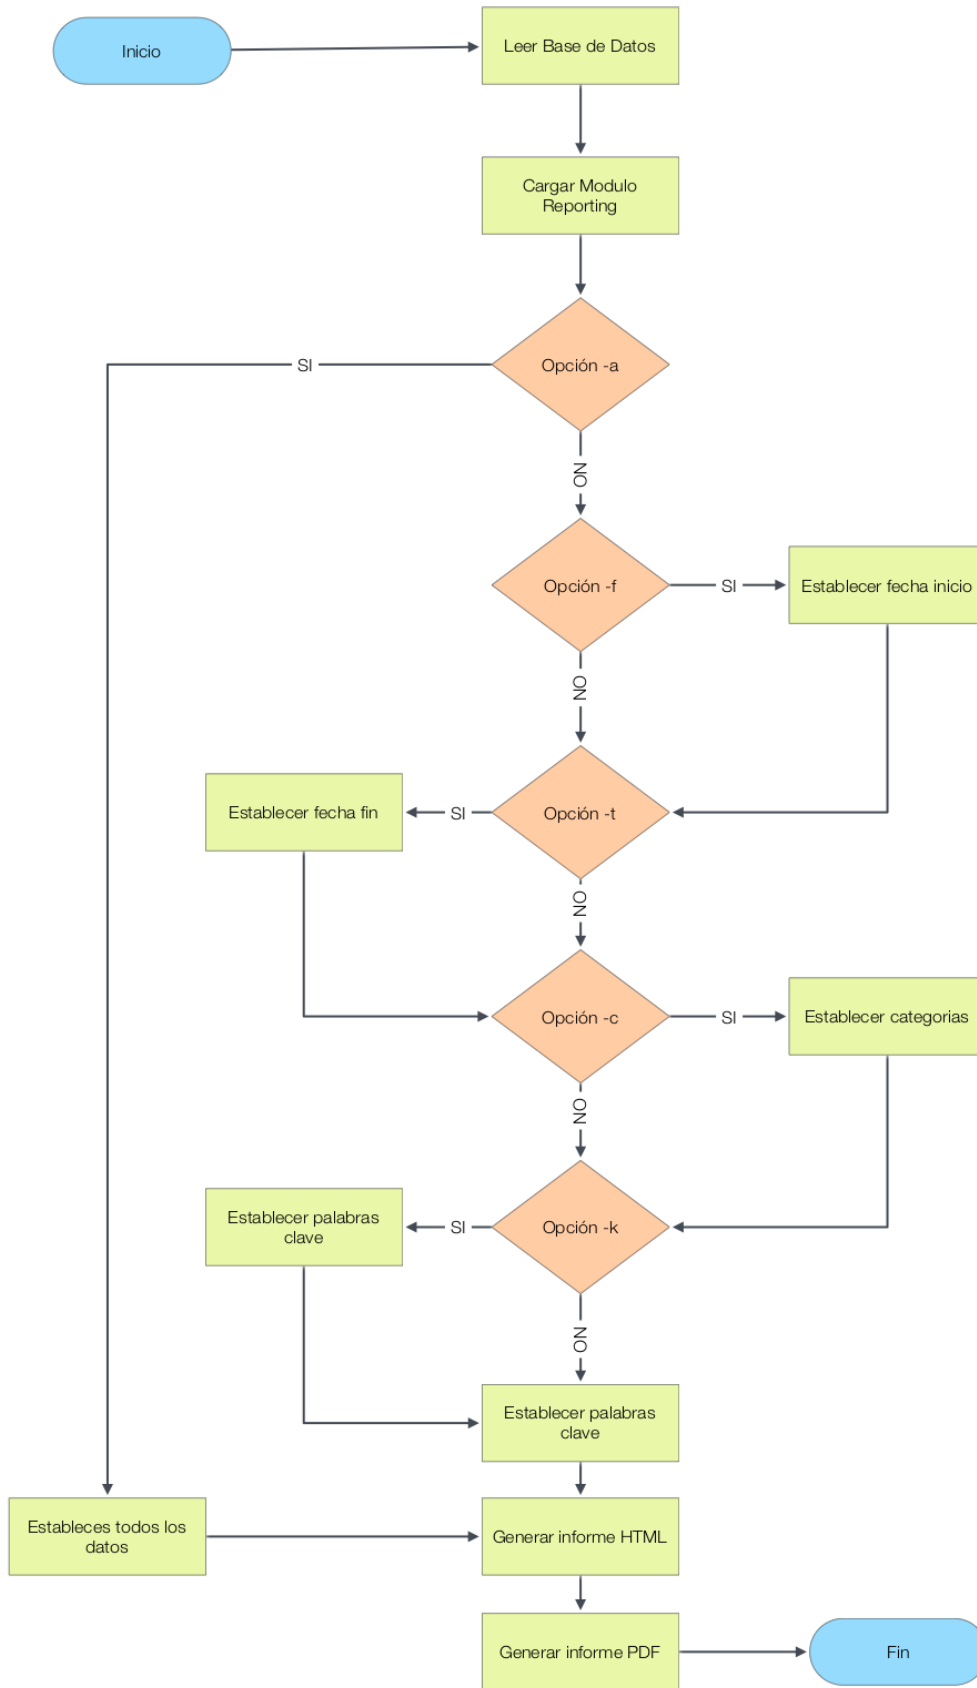 Inicio
Leer Base de Datos
Cargar Modulo
Reporting
Opción -a
SI
NO
Opción -f
SI
Establecer fecha inicio
NO
Establecer fecha fin
SI
Opción -t
NO
Opción -c
SI
Establecer categorias
NO
Establecer palabras
clave
SI
Opción -k
NO
Establecer palabras
clave
Estableces todos los
datos
Generar informe HTML
Generar informe PDF
Fin